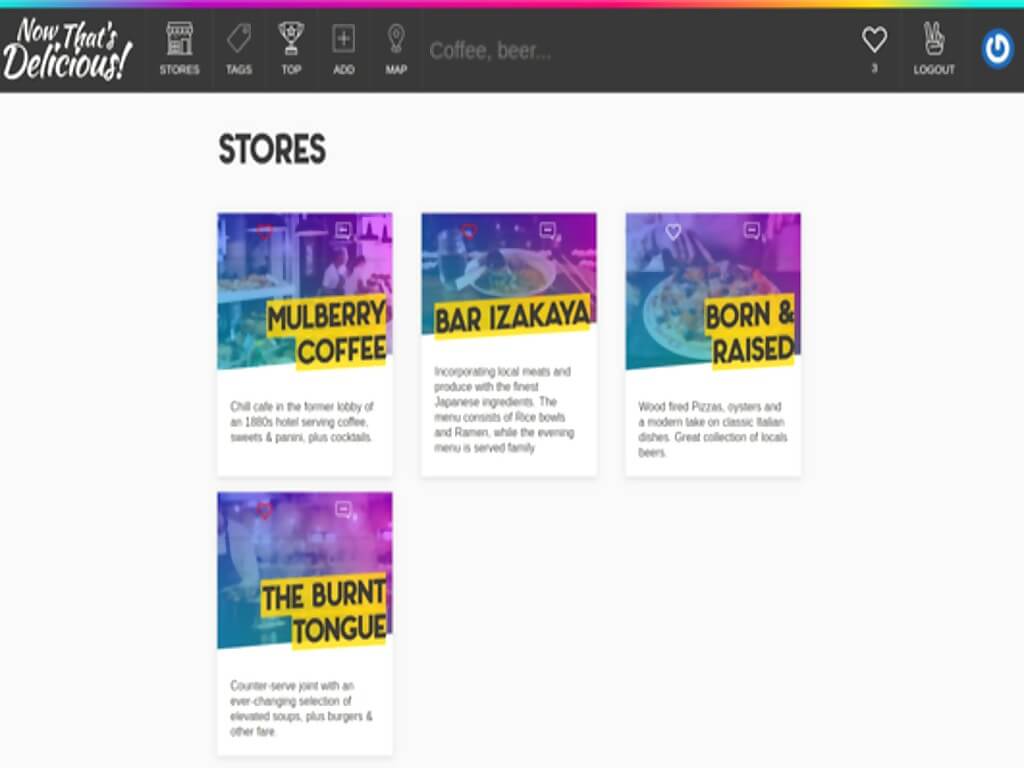 Now That's
Delicious!
STORES
TAGS
TOP
ADD
MAP
Coffee, beer...
3
LOGOUT
STORES
MULBERRY
COFFEE
Chill cafe in the former lobby of
an 1880s hotel serving coffee,
sweets & panini, plus cocktails.
BAR IZAKAYA
Incorporating local meats and
produce with the finest
Japanese ingredients. The
menu consists of Rice bowls
and Ramen, while the evening
menu is served family
BORN &
RAISED
Wood fired Pizzas, oysters and
a modern take on classic Italian
dishes. Great collection of locals
beers.
THE BURNT
TONGUE
Counter-serve joint with an
ever-changing selection of
elevated soups, plus burgers &
other fare.